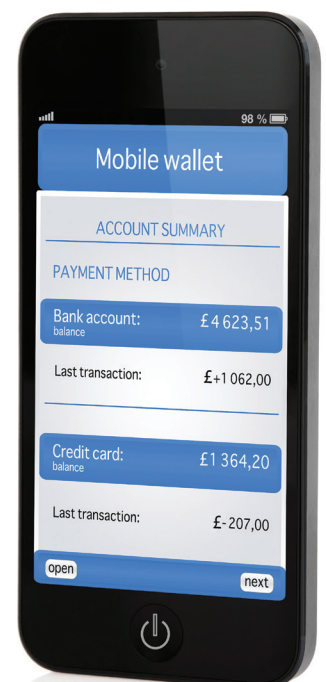 98 %
Mobile wallet
ACCOUNT SUMMARY
PAYMENT METHOD
Bank account: £4 623,51
balance
Last transaction: £+1 062,00
Credit card: £1 364,20
balance
Last transaction: £-207,00
open next